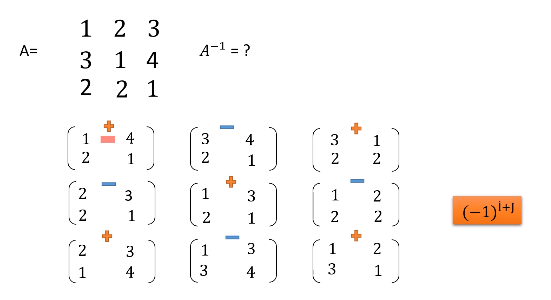 1 2 3
A= 3 1 4 A⁻¹ = ?
2 2 1
+ − +
1 4 3 4 3 1
2 1 2 1 2 2
− + −
2 3 1 3 1 2
2 1 2 1 2 2
(−1)^{i+J}
+ − +
2 3 1 3 1 2
1 4 3 4 3 1